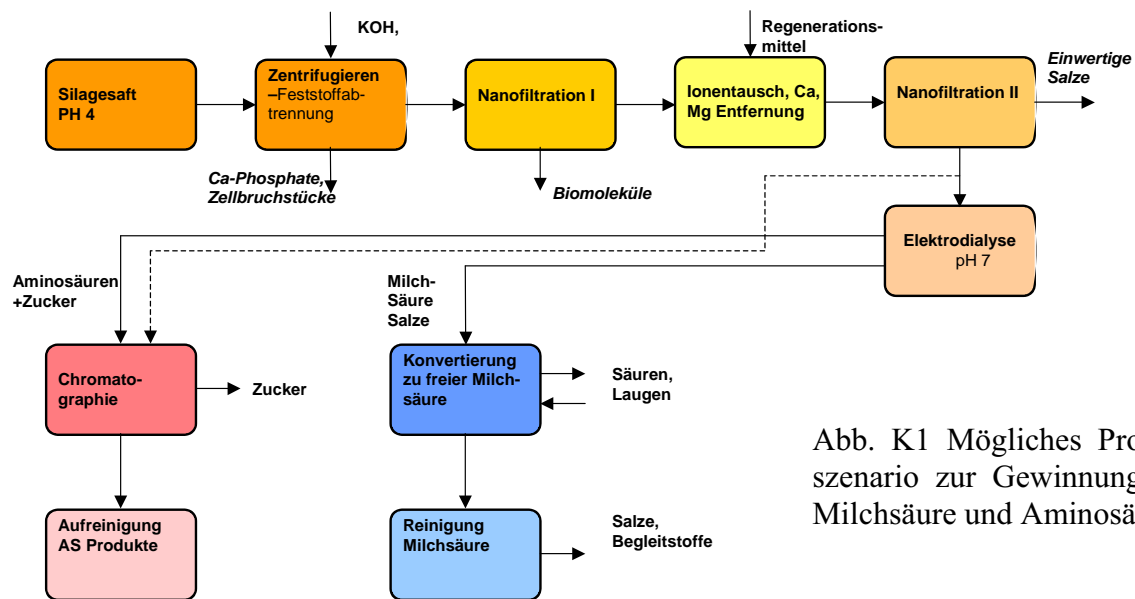 KOH,
Regenerations-
mittel
Einwertige
Salze
Silagesaft
PH 4
Zentrifugieren
–Feststoffab-
trennung
Nanofiltration I
Ionentausch, Ca,
Mg Entfernung
Nanofiltration II
Ca-Phosphate,
Zellbruchstücke
Biomoleküle
Elektrodialyse
pH 7
Aminosäuren
+Zucker
Milch-
Säure
Salze
Chromato-
graphie
Zucker
Konvertierung
zu freier Milch-
säure
Säuren,
Laugen
Abb. K1 Mögliches
szenario zur Gewinnung
Milchsäure und
Aufreinigung
AS Produkte
Reinigung
Milchsäure
Salze,
Begleitstoffe